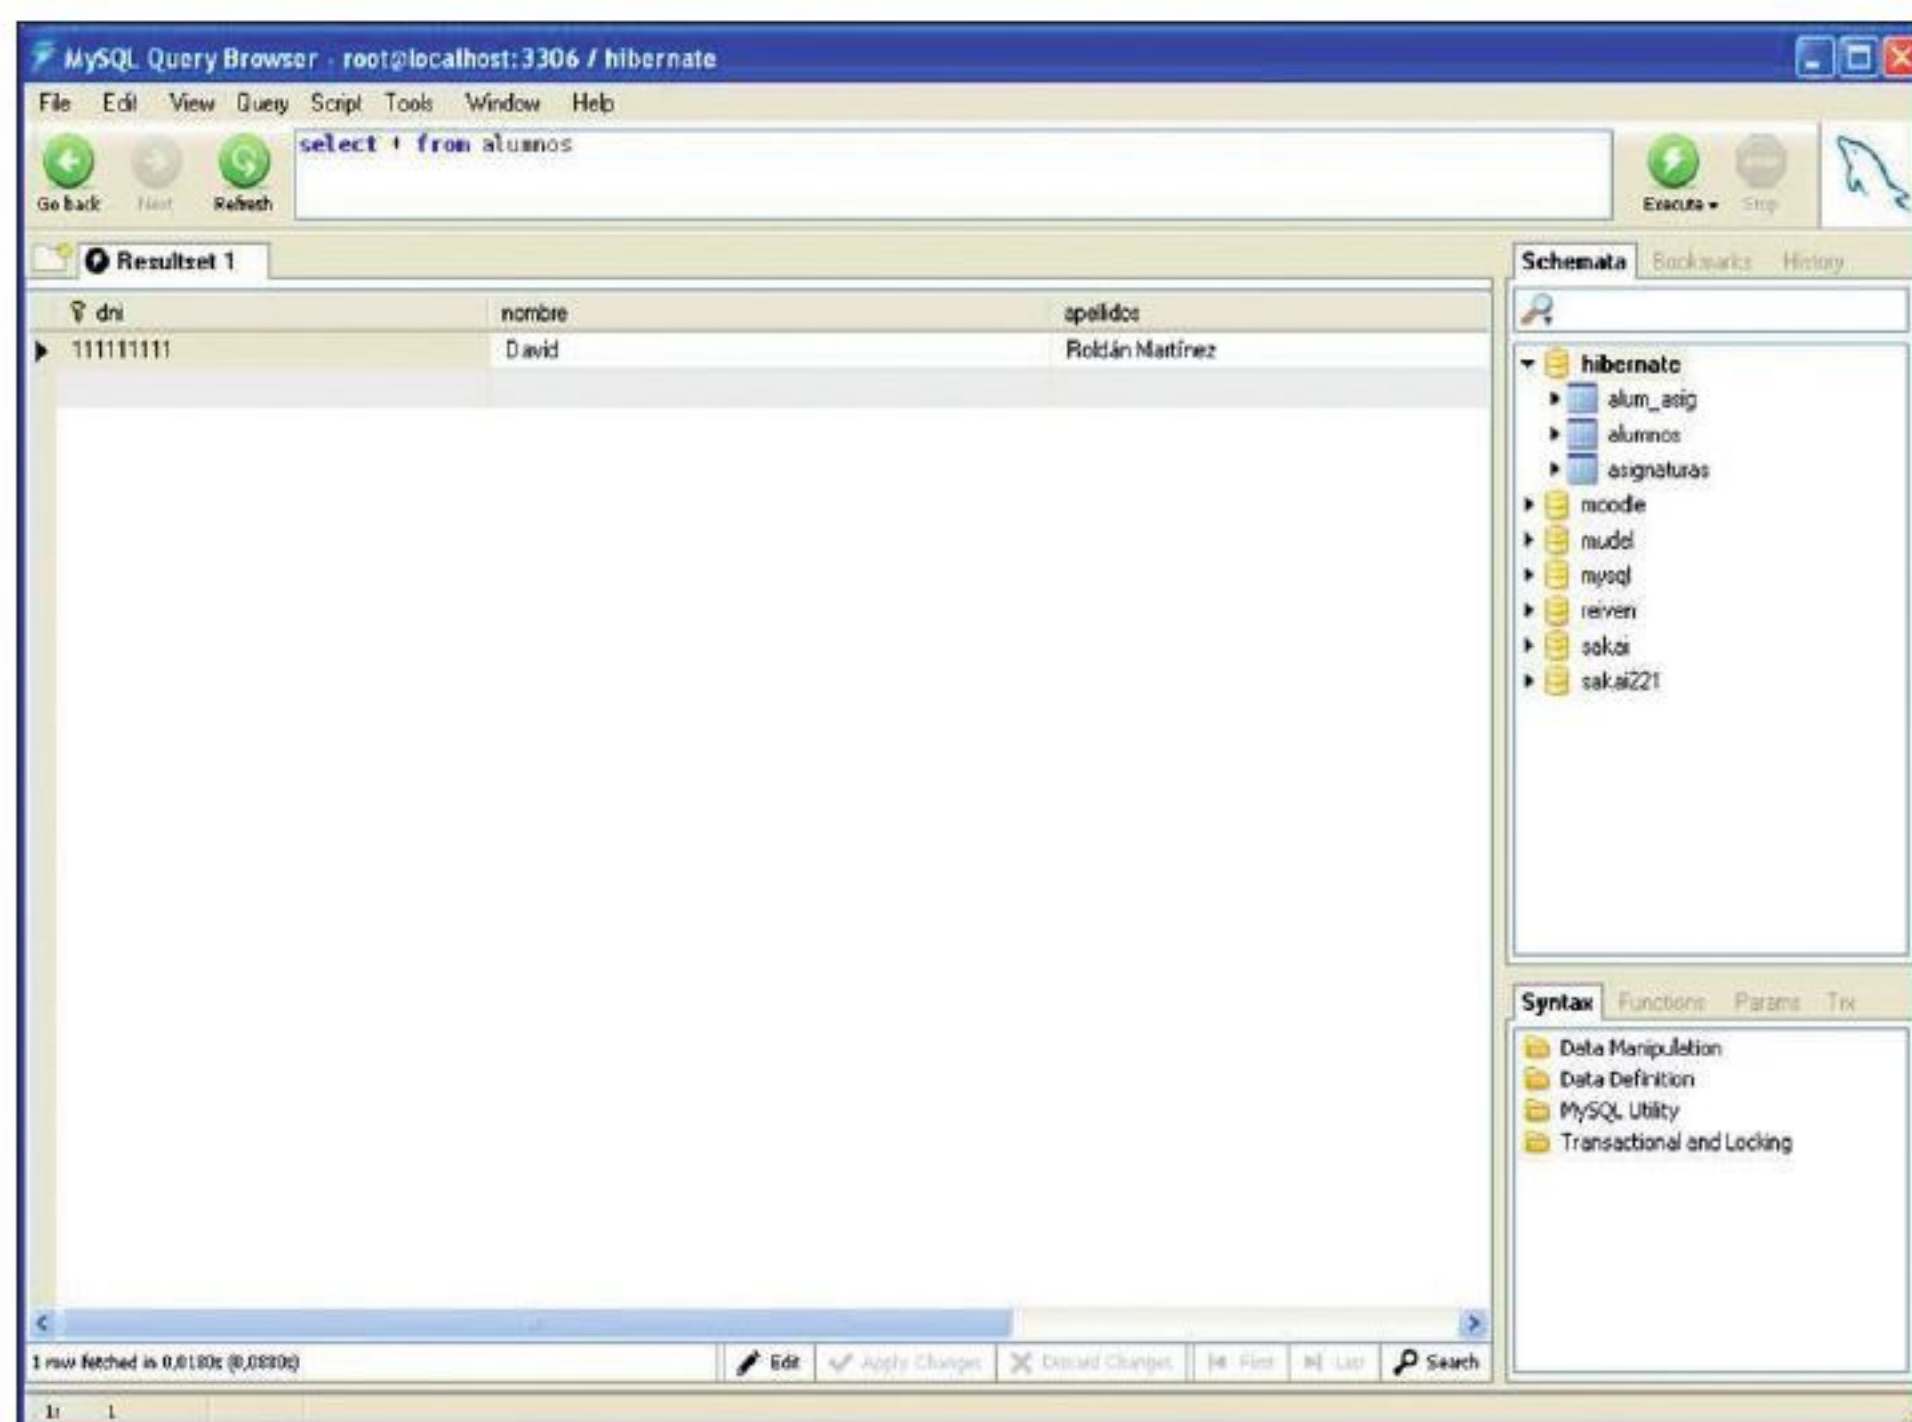 MySQL Query Browser - root@localhost:3306 / hibernate
File Edit View Query Script Tools Window Help
select * from alumnos
Go back Next Refresh Execute Stop
Resultset 1
dni nombre apellidos
111111111 David Roldán Martínez
Schemata Bookmarks History
hibernate
alum_asig
alumnos
asignaturas
moodle
mudel
mysql
reiven
sakai
sakai221
Syntax Functions Params Trx
Data Manipulation
Data Definition
MySQL Utility
Transactional and Locking
1 row fetched in 0,0180s (0,0880s)
Edit Apply Changes Discard Changes First Last Search
1: 1